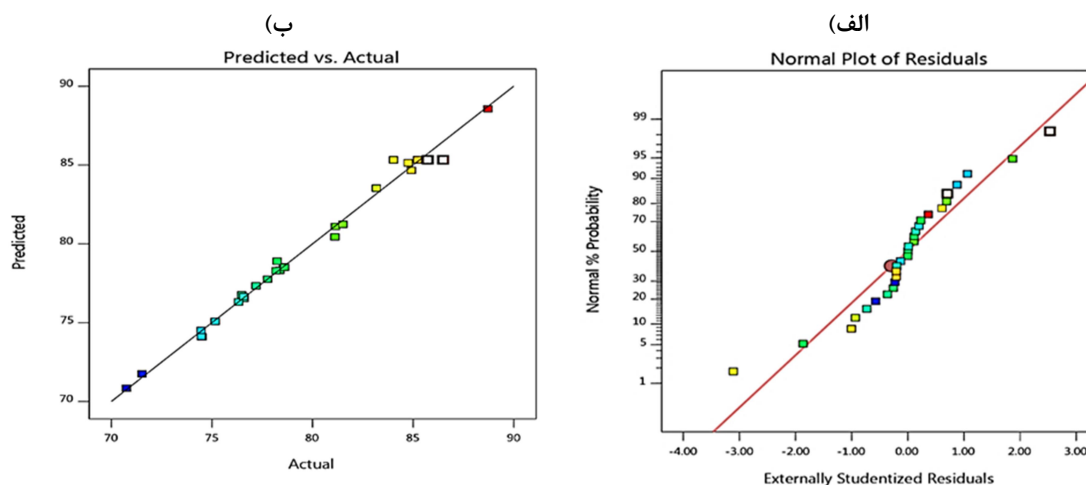 ب)
Predicted vs. Actual
Predicted
90
85
80
75
70
70 75 80 85 90
Actual
الف)
Normal Plot of Residuals
Normal % Probability
99
95
90
80
70
50
30
20
10
5
1
-4.00 -3.00 -2.00 -1.00 0.00 1.00 2.00 3.00
Externally Studentized Residuals